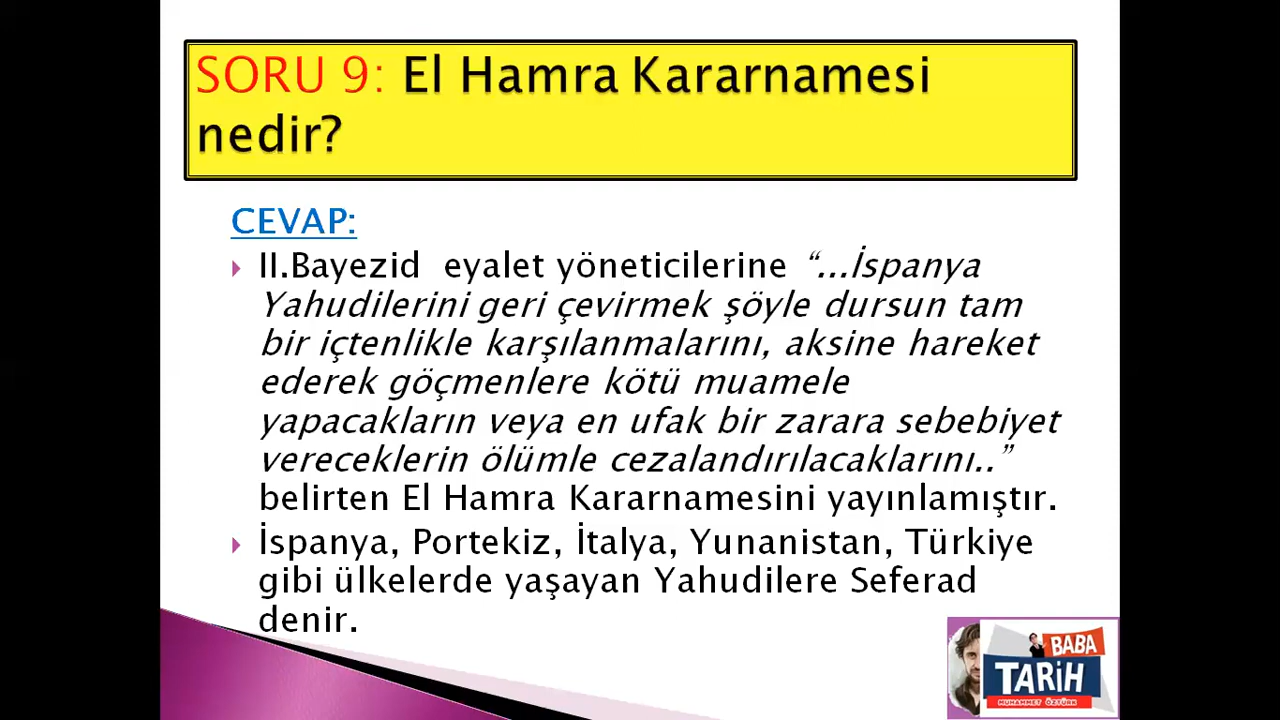 SORU 9: El Hamra Kararnamesi
nedir?
CEVAP:
II.Bayezid eyalet yöneticilerine “...İspanya
Yahudilerini geri çevirmek şöyle dursun tam
bir içtenlikle karşılanmalarını, aksine hareket
ederek göçmenlere kötü muamele
yapacakların veya en ufak bir zarara sebebiyet
vereceklerin ölümle cezalandırılacaklarını..”
belirten El Hamra Kararnamesini yayınlamıştır.
İspanya, Portekiz, İtalya, Yunanistan, Türkiye
gibi ülkelerde yaşayan Yahudilere Seferad
denir.
BABA
TARİH
MUHAMMET ÖZTÜRK